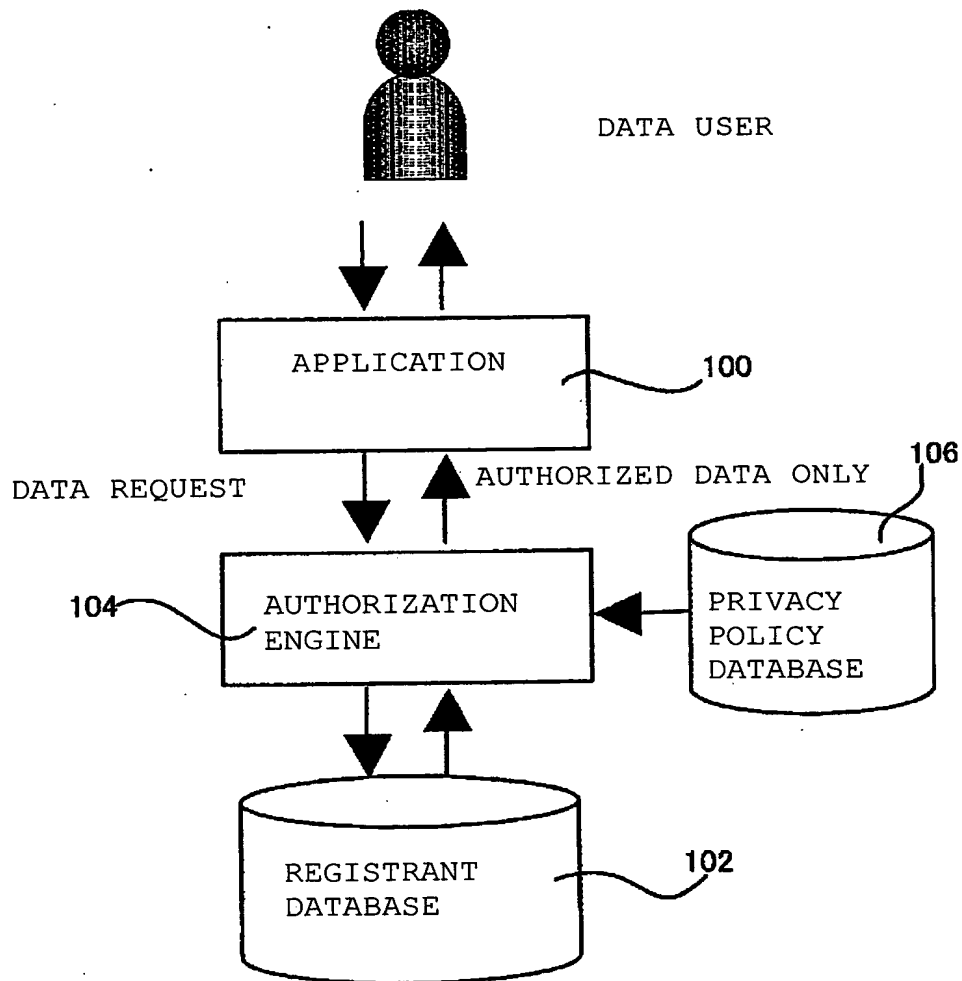 DATA USER
APPLICATION
100
DATA REQUEST
AUTHORIZED DATA ONLY
106
104
AUTHORIZATION
ENGINE
PRIVACY
POLICY
DATABASE
REGISTRANT
DATABASE
102